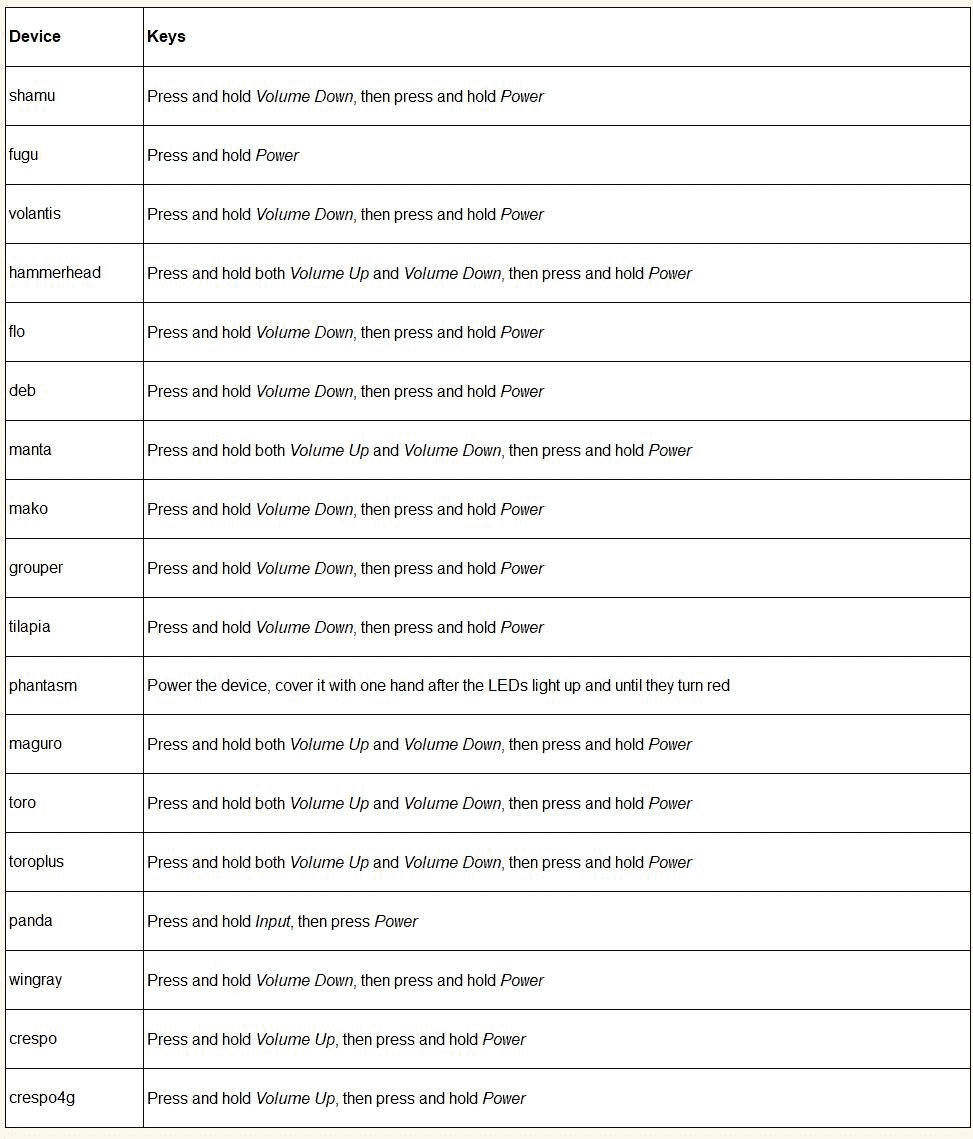 Device Keys
shamu Press and hold Volume Down, then press and hold Power
fugu Press and hold Power
volantis Press and hold Volume Down, then press and hold Power
hammerhead Press and hold both Volume Up and Volume Down, then press and hold Power
flo Press and hold Volume Down, then press and hold Power
deb Press and hold Volume Down, then press and hold Power
manta Press and hold both Volume Up and Volume Down, then press and hold Power
mako Press and hold Volume Down, then press and hold Power
grouper Press and hold Volume Down, then press and hold Power
tilapia Press and hold Volume Down, then press and hold Power
phantasm Power the device, cover it with one hand after the LEDs light up and until they turn red
maguro Press and hold both Volume Up and Volume Down, then press and hold Power
toro Press and hold both Volume Up and Volume Down, then press and hold Power
toroplus Press and hold both Volume Up and Volume Down, then press and hold Power
panda Press and hold Input, then press Power
wingray Press and hold Volume Down, then press and hold Power
crespo Press and hold Volume Up, then press and hold Power
crespo4g Press and hold Volume Up, then press and hold Power